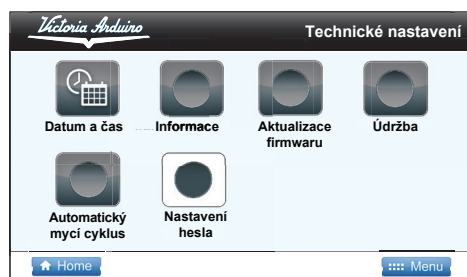 Victoria Arduino
Technické nastavení
Datum a čas
Informace
Aktualizace
firmwaru
Údržba
Automatický
mycí cyklus
Nastavení
hesla
Home
Menu